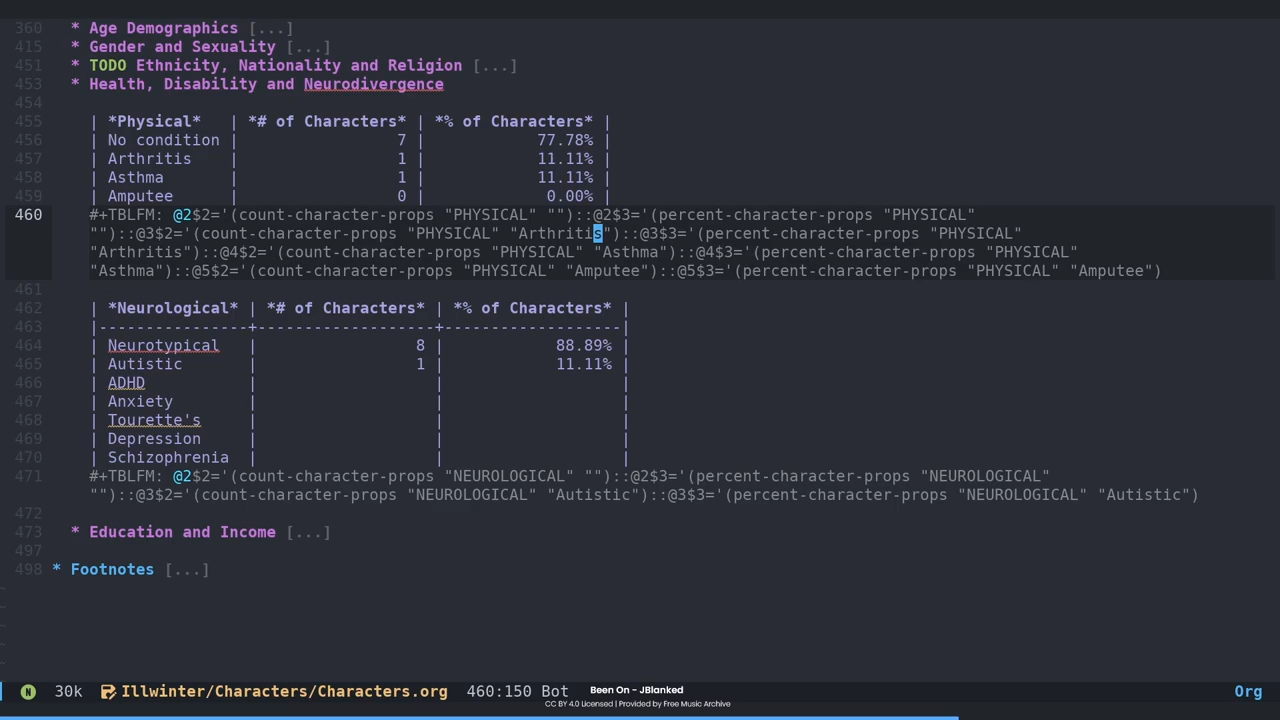 360 * Age Demographics [...]
415 * Gender and Sexuality [...]
451 * TODO Ethnicity, Nationality and Religion [...]
453 * Health, Disability and Neurodivergence
454
455 | *Physical* | *# of Characters* | *% of Characters* |
456 | No condition | 7 | 77.78% |
457 | Arthritis | 1 | 11.11% |
458 | Asthma | 1 | 11.11% |
459 | Amputee | 0 | 0.00% |
460 #+TBLFM: @2$2='(count-character-props "PHYSICAL" "")::@2$3='(percent-character-props "PHYSICAL"
"")::@3$2='(count-character-props "PHYSICAL" "Arthritis")::@3$3='(percent-character-props "PHYSICAL"
"Arthritis")::@4$2='(count-character-props "PHYSICAL" "Asthma")::@4$3='(percent-character-props "PHYSICAL"
"Asthma")::@5$2='(count-character-props "PHYSICAL" "Amputee")::@5$3='(percent-character-props "PHYSICAL" "Amputee")
461
462 | *Neurological* | *# of Characters* | *% of Characters* |
463 |----------------+-------------------+-------------------|
464 | Neurotypical | 8 | 88.89% |
465 | Autistic | 1 | 11.11% |
466 | ADHD | | |
467 | Anxiety | | |
468 | Tourette's | | |
469 | Depression | | |
470 | Schizophrenia | | |
471 #+TBLFM: @2$2='(count-character-props "NEUROLOGICAL" "")::@2$3='(percent-character-props "NEUROLOGICAL"
"")::@3$2='(count-character-props "NEUROLOGICAL" "Autistic")::@3$3='(percent-character-props "NEUROLOGICAL" "Autistic")
472
473 * Education and Income [...]
497
498 * Footnotes [...]
N 30k Illwinter/Characters/Characters.org 460:150 Bot Org
Been On - JBlanked
CC BY 4.0 Licensed | Provided by Free Music Archive